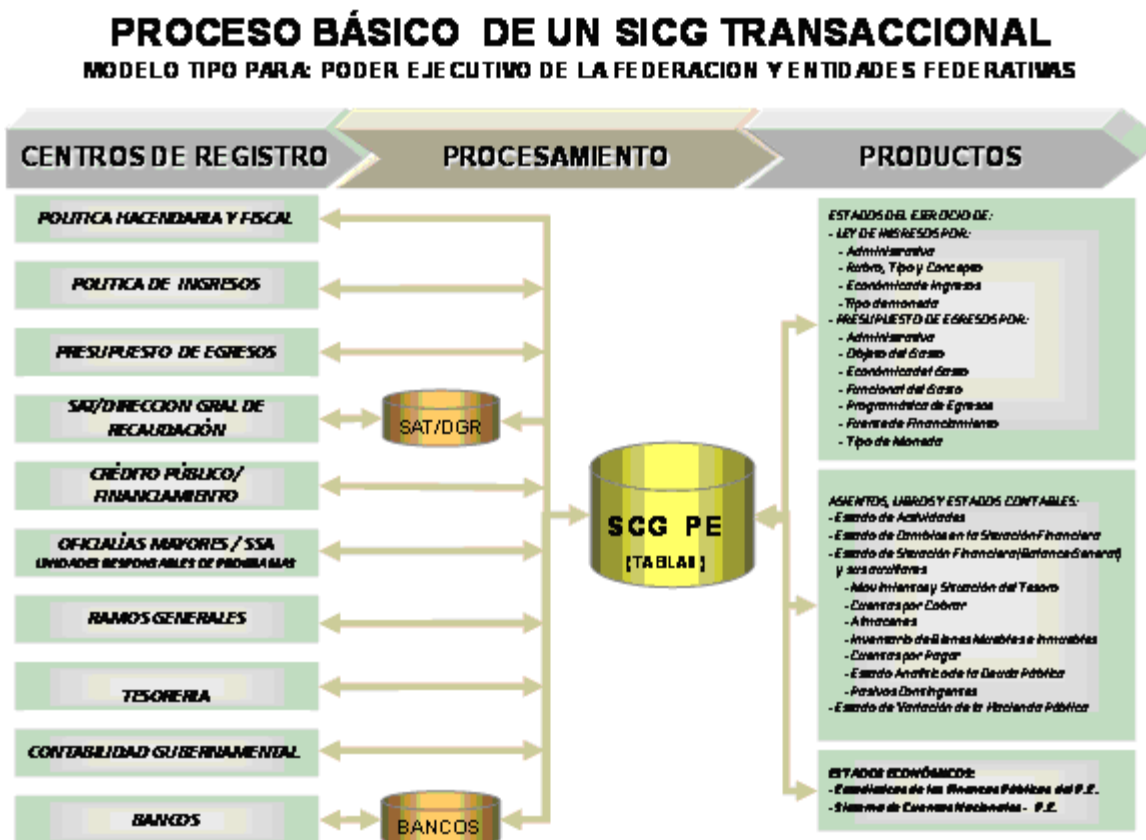 PROCESO BÁSICO DE UN SICG TRANSACCIONAL
MODELO TIPO PARA: PODER EJECUTIVO DE LA FEDERACION Y ENTIDADES FEDERATIVAS
CENTROS DE REGISTRO
PROCESAMIENTO
PRODUCTOS
POLITICA HACENDARIA Y FISCAL
POLITICA DE INGRESOS
PRESUPUESTO DE EGRESOS
SAT/DIRECCION GRAL DE
RECAUDACIÓN
CRÉDITO PÚBLICO/
FINANCIAMIENTO
OFICIALÍAS MAYORES / SSA
UNIDADES RESPONSABLES DE PROGRAMAS
RAMOS GENERALES
TESORERIA
CONTABILIDAD GUBERNAMENTAL
BANCOS
SAT/DGR
BANCOS
SCG PE
(TABLAS)
ESTADOS DEL EJERCICIO DE:
- LEY DE INGRESOS POR:
- Administrativa
- Rubro, Tipo y Concepto
- Económica de Ingresos
- Tipo de moneda
- PRESUPUESTO DE EGRESOS POR:
- Administrativa
- Objeto del Gasto
- Económica del Gasto
- Funcional del Gasto
- Programática de Egresos
- Fuente de Financiamiento
- Tipo de Moneda
ASIENTOS, LIBROS Y ESTADOS CONTABLES:
- Estado de Actividades
- Estado de Cambios en la Situación Financiera
- Estado de Situación Financiera (Balance General)
y sus auxiliares
- Movimientos y Situación del Tesoro
- Cuentas por Cobrar
- Almacenes
- Inventario de Bienes Muebles e Inmuebles
- Cuentas por Pagar
- Estado Analítico de la Deuda Pública
- Pasivos Contingentes
- Estado de Variación de la Hacienda Pública
ESTADOS ECONÓMICOS:
- Estadísticas de las Finanzas Públicas del P.E.
- Sistema de Cuentas Nacionales - P.E.